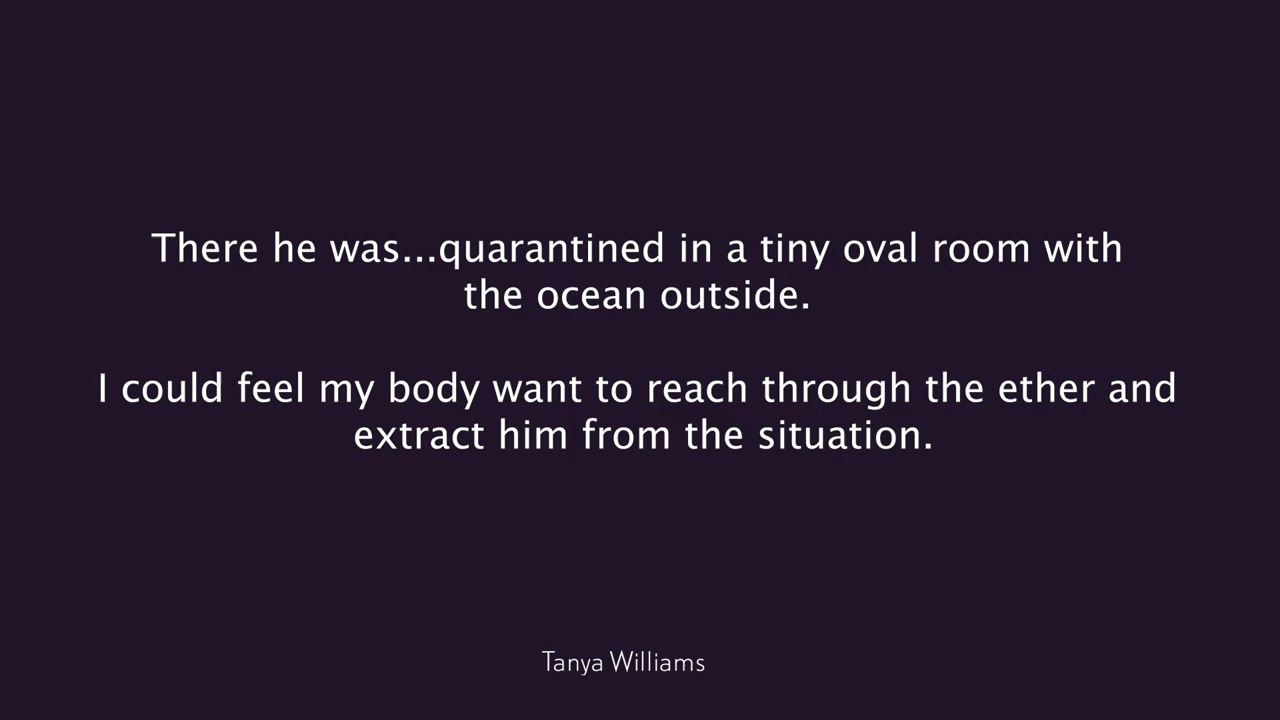 There he was...quarantined in a tiny oval room with
the ocean outside.
I could feel my body want to reach through the ether and
extract him from the situation.
Tanya Williams